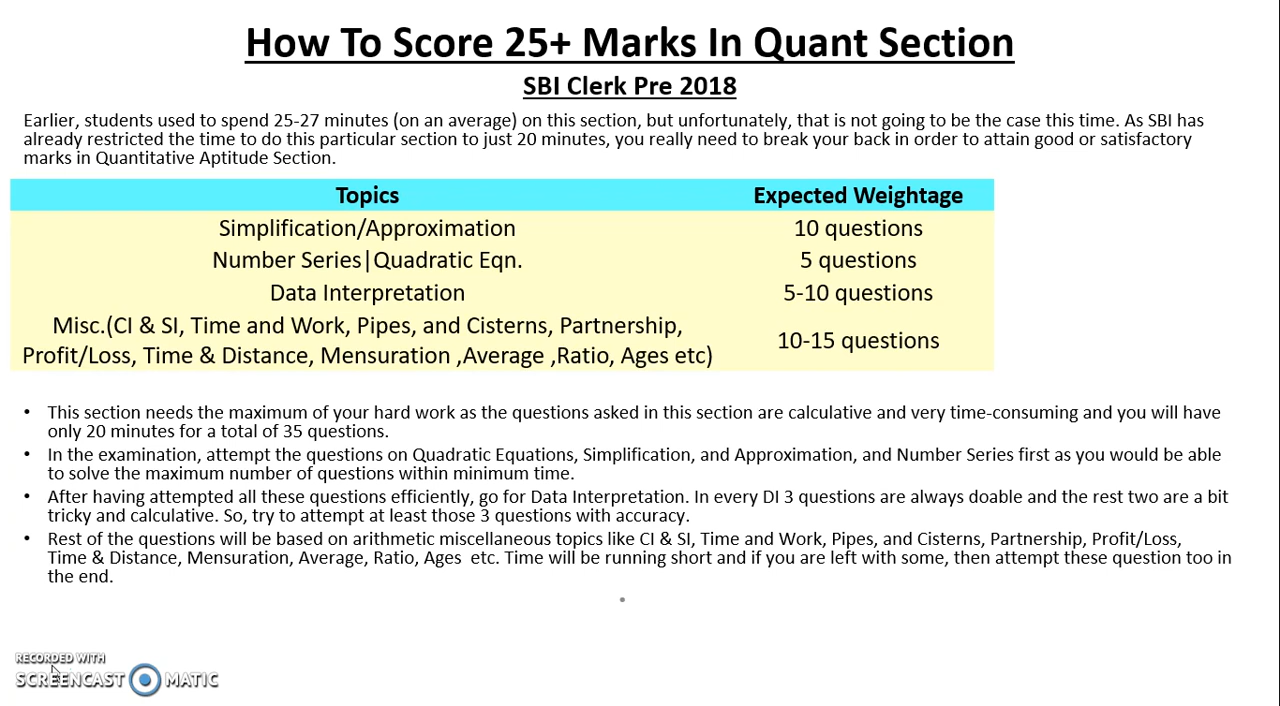 How To Score 25+ Marks In Quant Section
SBI Clerk Pre 2018
Earlier, students used to spend 25-27 minutes (on an average) on this section, but unfortunately, that is not going to be the case this time. As SBI has
already restricted the time to do this particular section to just 20 minutes, you really need to break your back in order to attain good or satisfactory
marks in Quantitative Aptitude Section.
Topics Expected Weightage
Simplification/Approximation 10 questions
Number Series|Quadratic Eqn. 5 questions
Data Interpretation 5-10 questions
Misc.(CI & SI, Time and Work, Pipes, and Cisterns, Partnership,
Profit/Loss, Time & Distance, Mensuration ,Average ,Ratio, Ages etc) 10-15 questions
• This section needs the maximum of your hard work as the questions asked in this section are calculative and very time-consuming and you will have
only 20 minutes for a total of 35 questions.
• In the examination, attempt the questions on Quadratic Equations, Simplification, and Approximation, and Number Series first as you would be able
to solve the maximum number of questions within minimum time.
• After having attempted all these questions efficiently, go for Data Interpretation. In every DI 3 questions are always doable and the rest two are a bit
tricky and calculative. So, try to attempt at least those 3 questions with accuracy.
• Rest of the questions will be based on arithmetic miscellaneous topics like CI & SI, Time and Work, Pipes, and Cisterns, Partnership, Profit/Loss,
Time & Distance, Mensuration, Average, Ratio, Ages etc. Time will be running short and if you are left with some, then attempt these question too in
the end.
RECORDED WITH
SCREENCAST MATIC